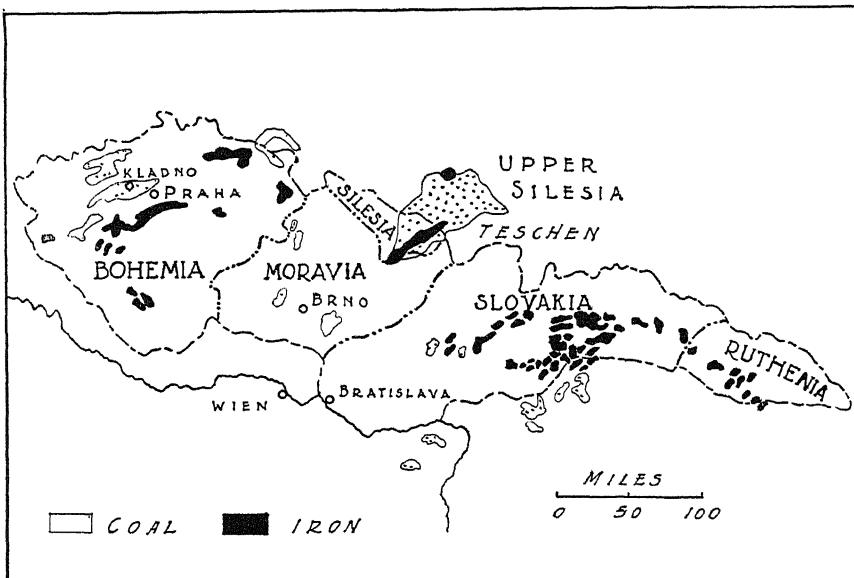 KLADNO
PRAHA
BOHEMIA
MORAVIA
BRNO
SILESIA
UPPER
SILESIA
TESCHEN
SLOVAKIA
RUTHENIA
WIEN
BRATISLAVA
MILES
0 50 100
COAL IRON